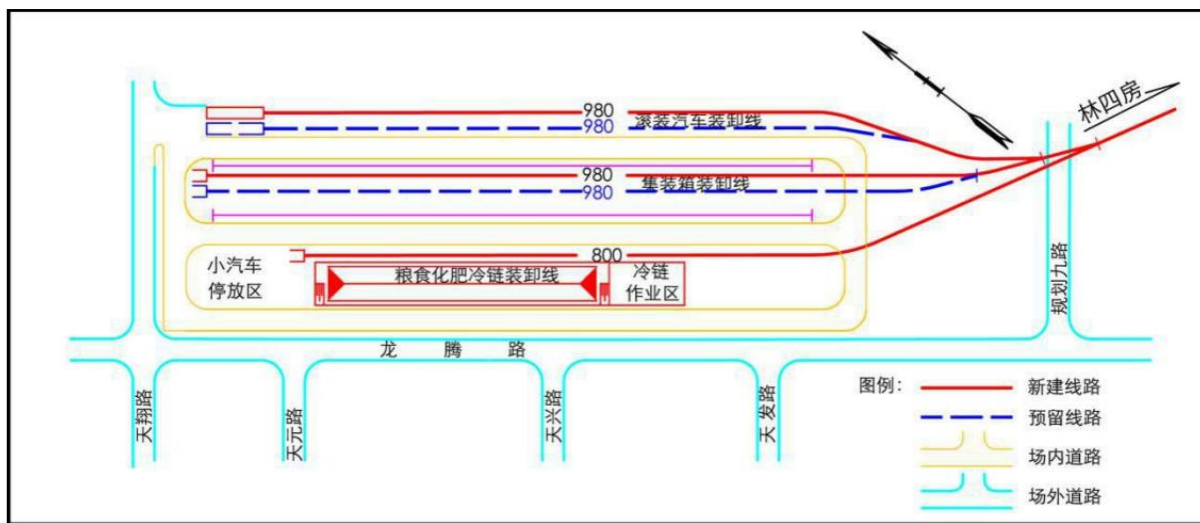 林四房
980
980
滚装汽车装卸线
980
980
集装箱装卸线
800
小汽车
停放区
粮食化肥冷链装卸线
冷链
作业区
规划九路
龙腾路
天翔路
天元路
天兴路
天发路
图例：
新建线路
预留线路
场内道路
场外道路